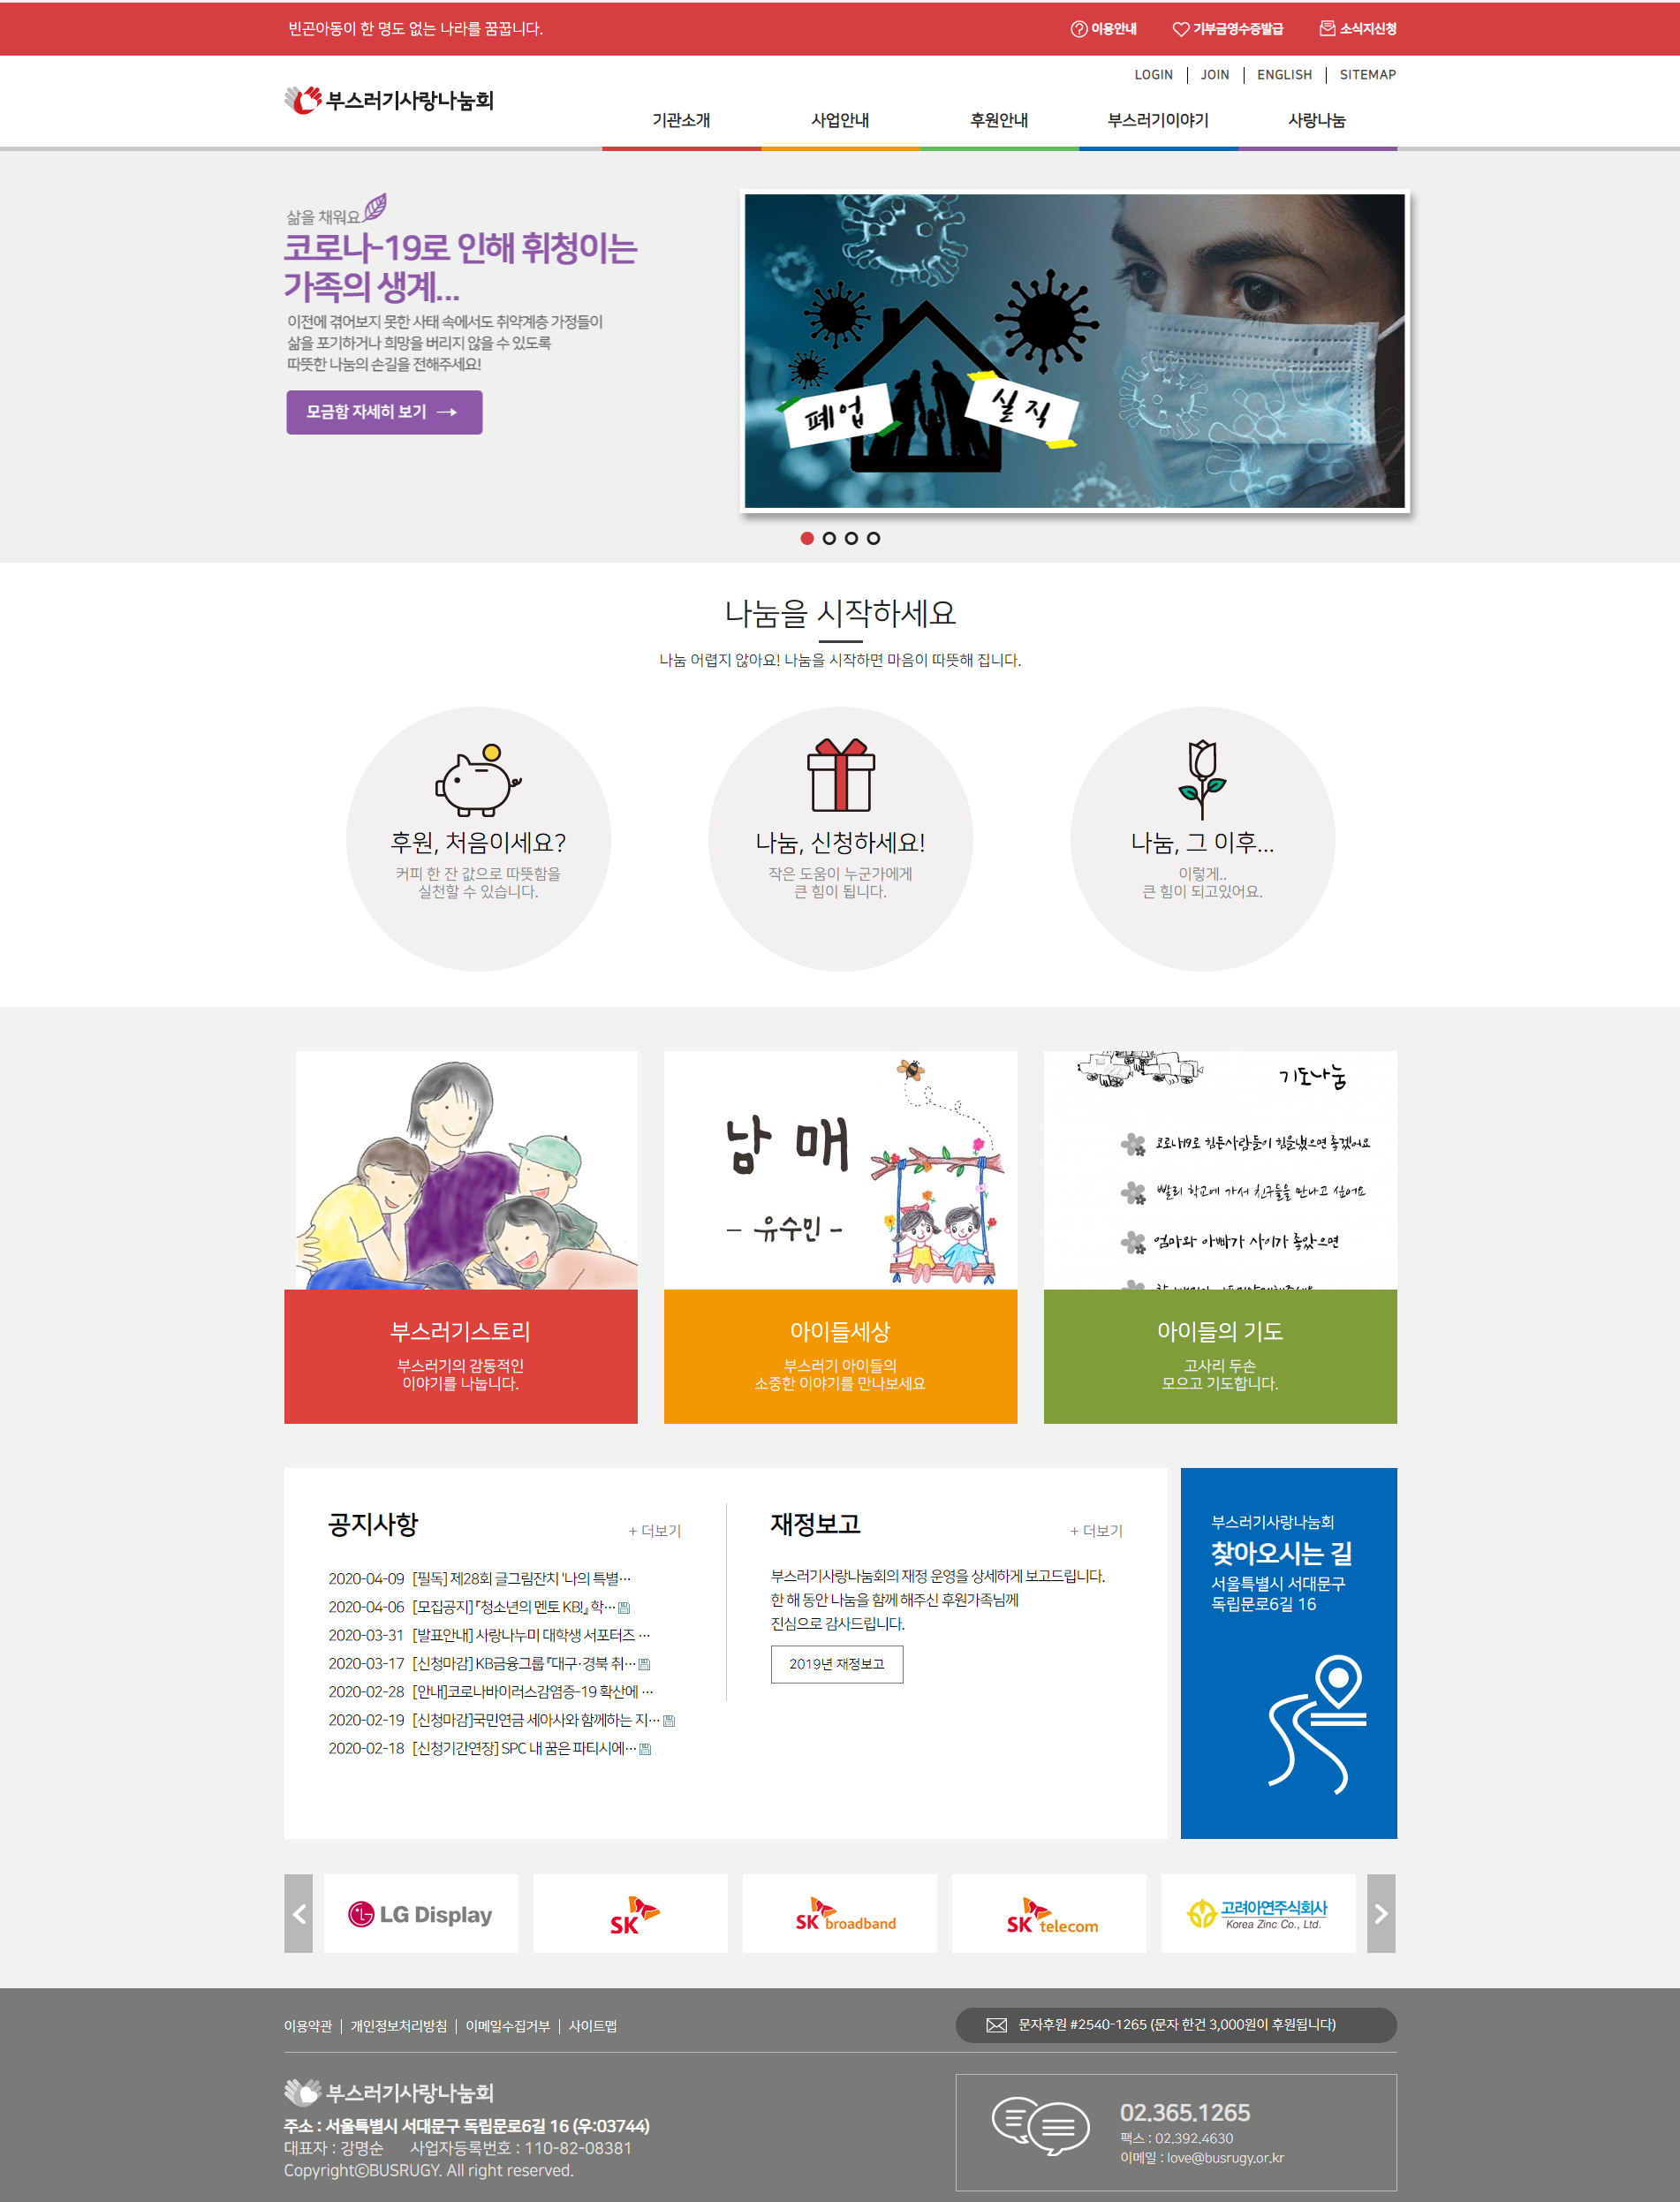 빈곤아동이 한 명도 없는 나라를 꿈꿉니다.
이용안내 기부금영수증발급 소식지신청
LOGIN JOIN ENGLISH SITEMAP
부스러기사랑나눔회
기관소개 사업안내 후원안내 부스러기이야기 사랑나눔
삶을 채워요
코로나-19로 인해 휘청이는
가족의 생계...
이전에 겪어보지 못한 사태 속에서도 취약계층 가정들이
삶을 포기하거나 희망을 버리지 않을 수 있도록
따뜻한 나눔의 손길을 전해주세요!
모금함 자세히 보기
폐업
실직
나눔을 시작하세요
나눔 어렵지 않아요! 나눔을 시작하면 마음이 따뜻해 집니다.
후원, 처음이세요?
커피 한 잔 값으로 따뜻함을
실천할 수 있습니다.
나눔, 신청하세요!
작은 도움이 누군가에게
큰 힘이 됩니다.
나눔, 그 이후...
이렇게..
큰 힘이 되고있어요.
남매
- 유수민 -
기도나눔
코로나19로 힘든사람들이 힘을냈으면 좋겠어요
빨리 학교에 가서 친구들을 만나고 싶어요
엄마와 아빠가 사이가 좋았으면
부스러기스토리
부스러기의 감동적인
이야기를 나눕니다.
아이들세상
부스러기 아이들의
소중한 이야기를 만나보세요
아이들의 기도
고사리 두손
모으고 기도합니다.
공지사항
+ 더보기
2020-04-09 [필독] 제28회 글그림잔치 '나의 특별…
2020-04-06 [모집공지]『청소년의 멘토 KB!』 학…
2020-03-31 [발표안내] 사랑나누미 대학생 서포터즈 …
2020-03-17 [신청마감] KB금융그룹 『대구·경북 취…
2020-02-28 [안내]코로나바이러스감염증-19 확산에 …
2020-02-19 [신청마감]국민연금 세아사와 함께하는 지…
2020-02-18 [신청기간연장] SPC 내 꿈은 파티시에…
재정보고
+ 더보기
부스러기사랑나눔회의 재정 운영을 상세하게 보고드립니다.
한 해 동안 나눔을 함께 해주신 후원가족님께
진심으로 감사드립니다.
2019년 재정보고
부스러기사랑나눔회
찾아오시는 길
서울특별시 서대문구
독립문로6길 16
LG Display
SK
SK broadband
SK telecom
고려아연주식회사
Korea Zinc Co., Ltd.
이용약관 개인정보처리방침 이메일수집거부 사이트맵
문자후원 #2540-1265 (문자 한건 3,000원이 후원됩니다)
부스러기사랑나눔회
주소 : 서울특별시 서대문구 독립문로6길 16 (우:03744)
대표자 : 강명순 사업자등록번호 : 110-82-08381
CopyrightⓒBUSRUGY. All right reserved.
02.365.1265
팩스 : 02.392.4630
이메일 : love@busrugy.or.kr